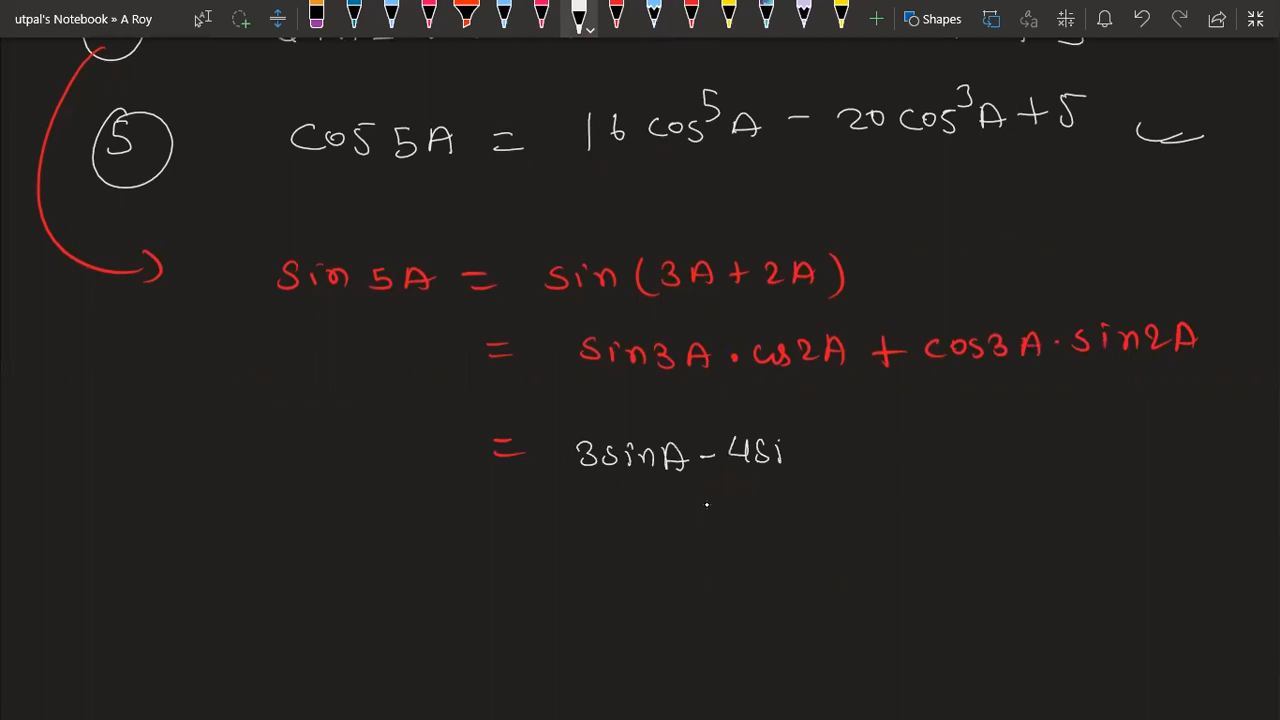 utpal's Notebook » A Roy
Shapes
5 cos 5A = 16 cos⁵A - 20 cos³A + 5
sin 5A = sin (3A + 2A)
= sin3A . cos2A + cos3A . sin2A
= 3sinA - 4si